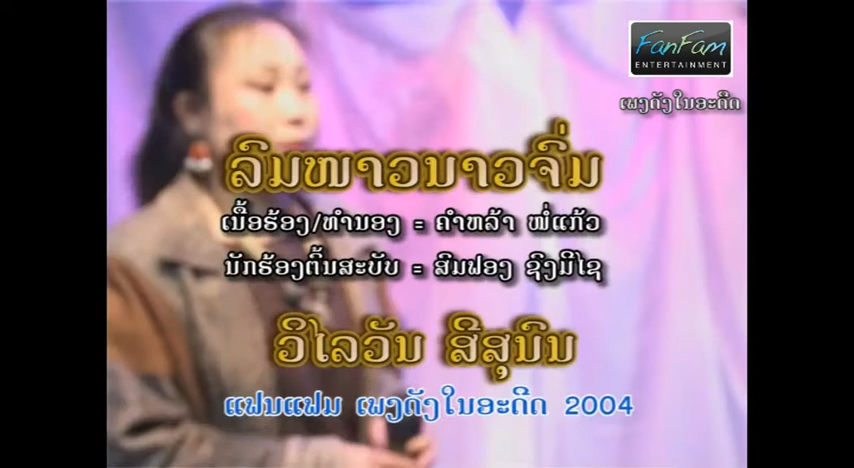 FanFam
ENTERTAINMENT
ເພງດັງໃນອະດີດ
ລົມໜາວນາວຈົ່ມ
ເນື້ອຮ້ອງ/ທຳນອງ = ຄຳຫລ້າ ໜໍ່ແກ້ວ
ນັກຮ້ອງຕົ້ນສະບັບ = ສົມຟອງ ຊົງມີໄຊ
ວິໄລວັນ ສີສຸນົນ
ແຟນແຟມ ເພງດັງໃນອະດີດ 2004